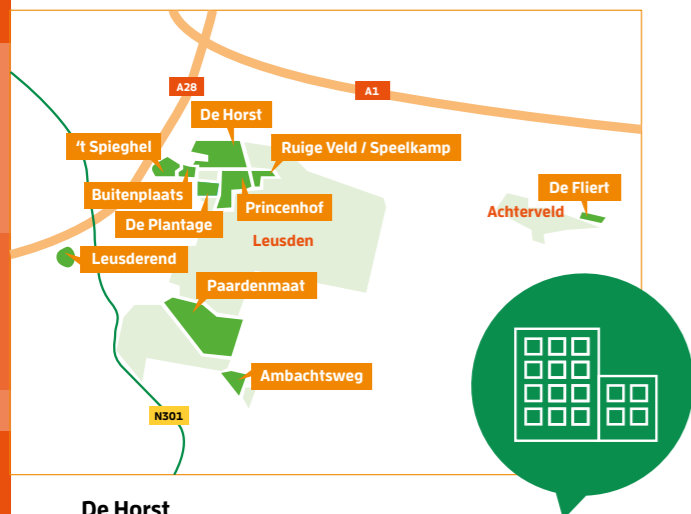 A28
A1
De Horst
't Spieghel
Ruige Veld / Speelkamp
Buitenplaats
De Fliert
Princenhof
Achterveld
De Plantage
Leusden
Leusderend
Paardenmaat
Ambachtsweg
N301
De Horst